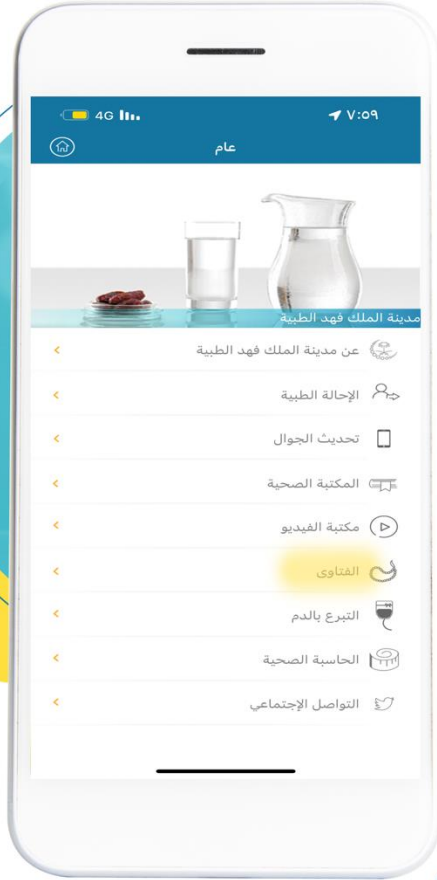 4G ٧:٥٩
عام
مدينة الملك فهد الطبية
عن مدينة الملك فهد الطبية
الإحالة الطبية
تحديث الجوال
المكتبة الصحية
مكتبة الفيديو
الفتاوى
التبرع بالدم
الحاسبة الصحية
التواصل الإجتماعي